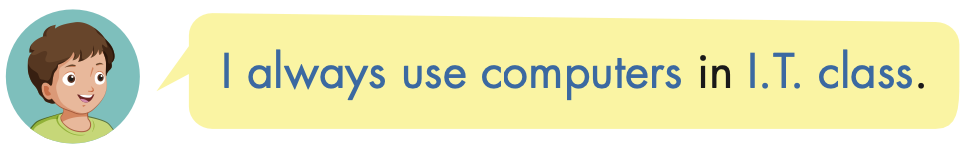 I always use computers in I.T. class.